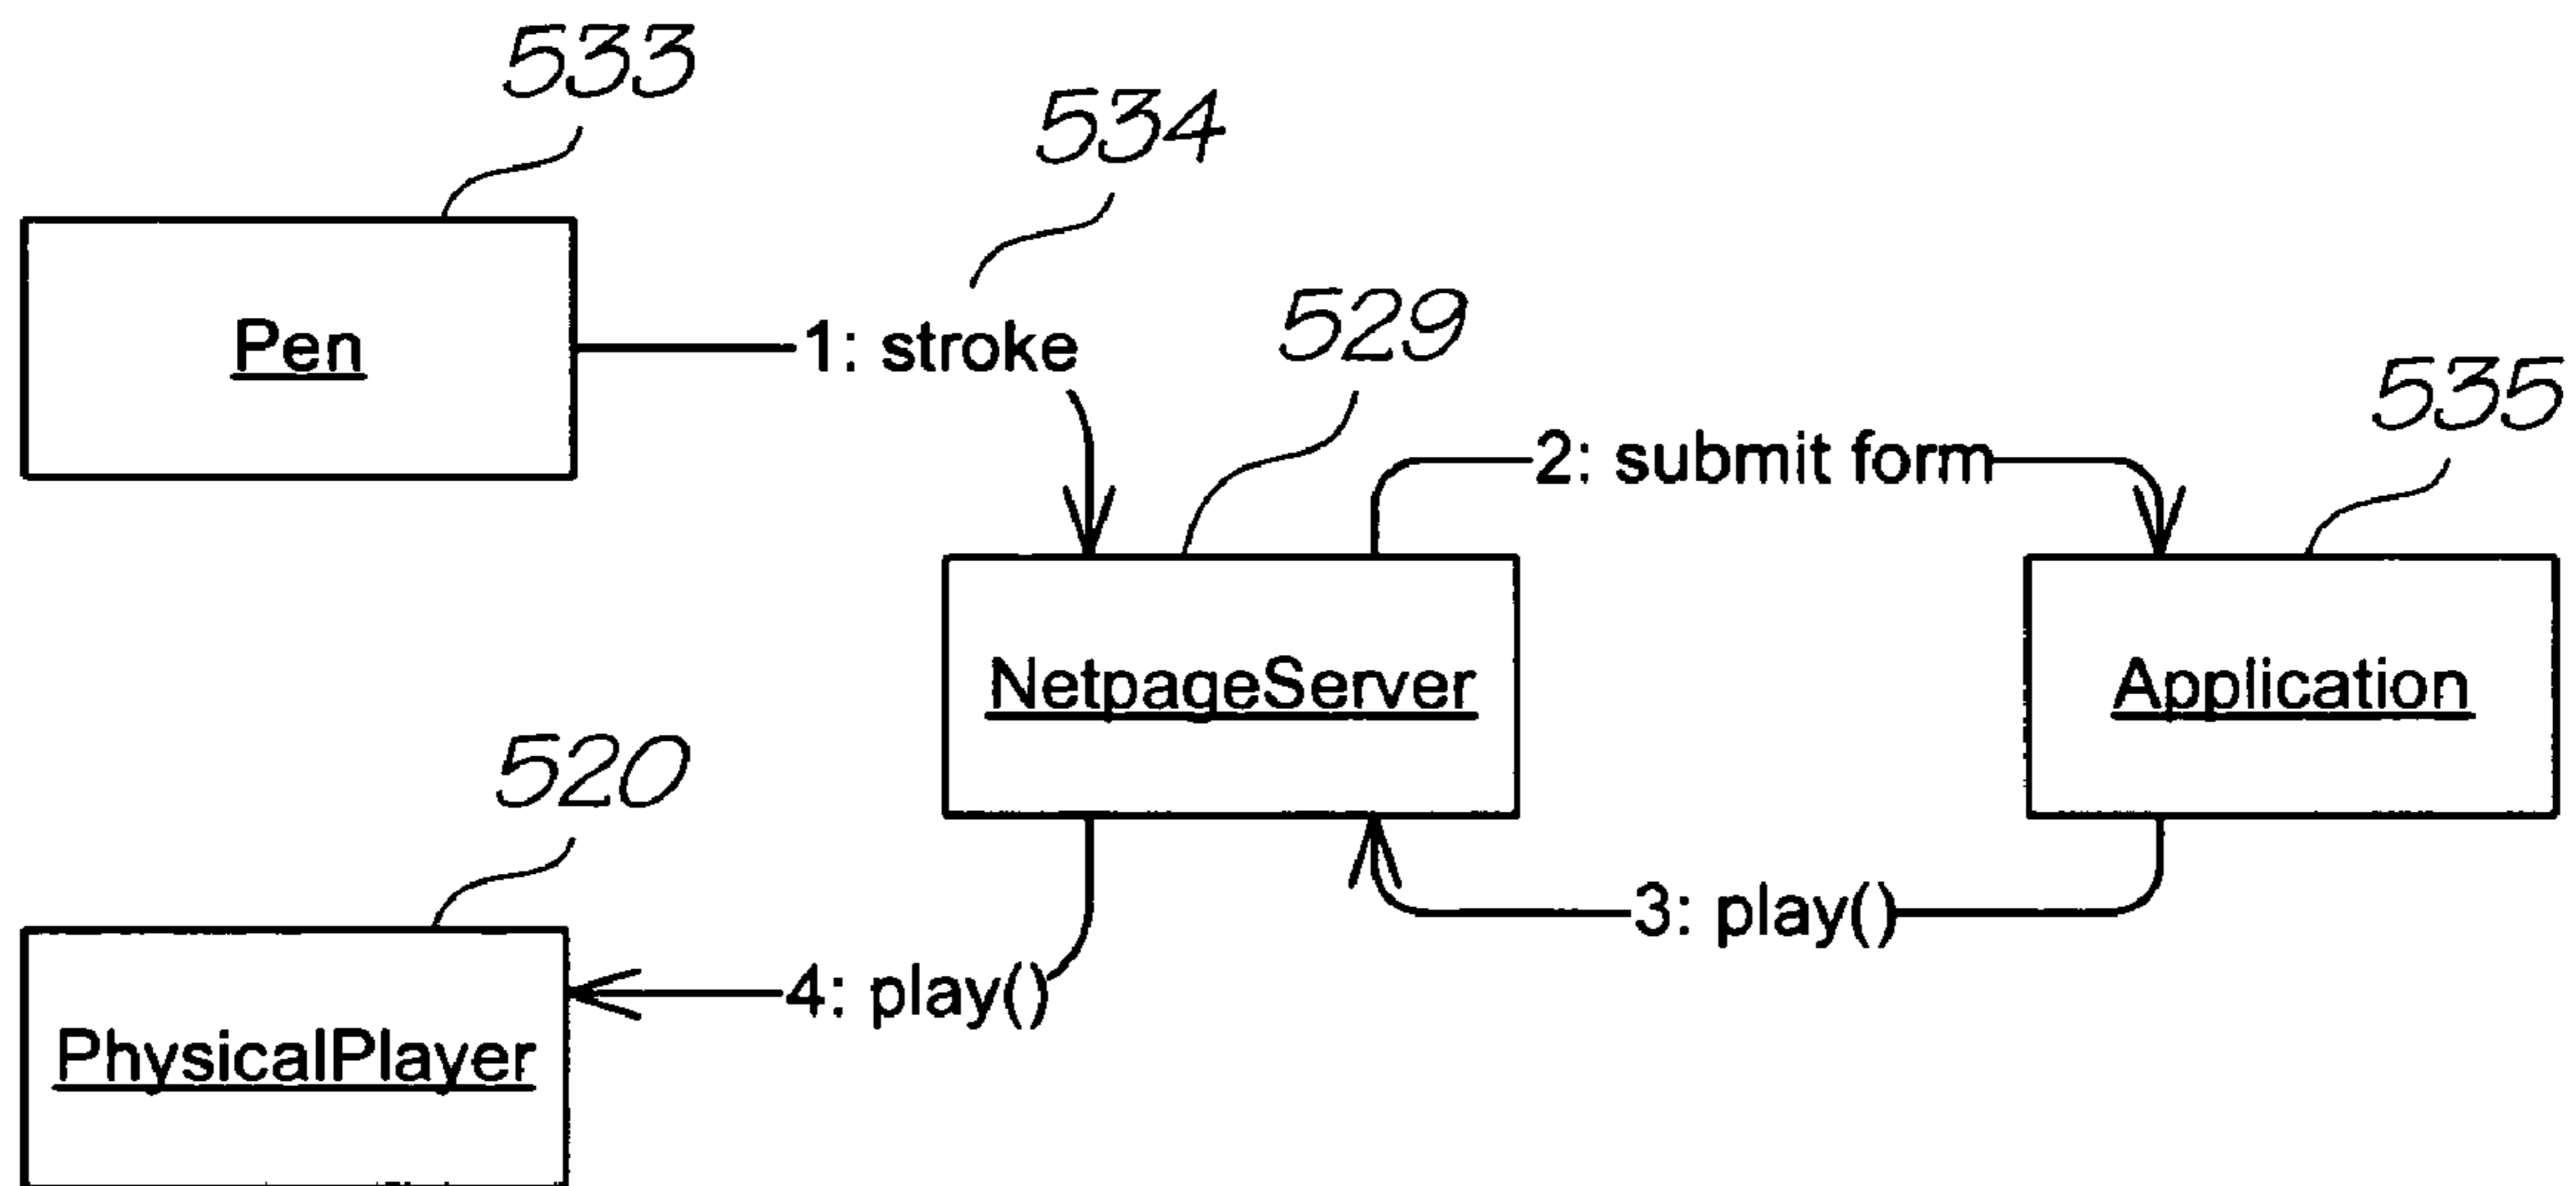 533
534
Pen
1: stroke
529
535
2: submit form
NetpageServer
Application
520
3: play()
4: play()
PhysicalPlayer